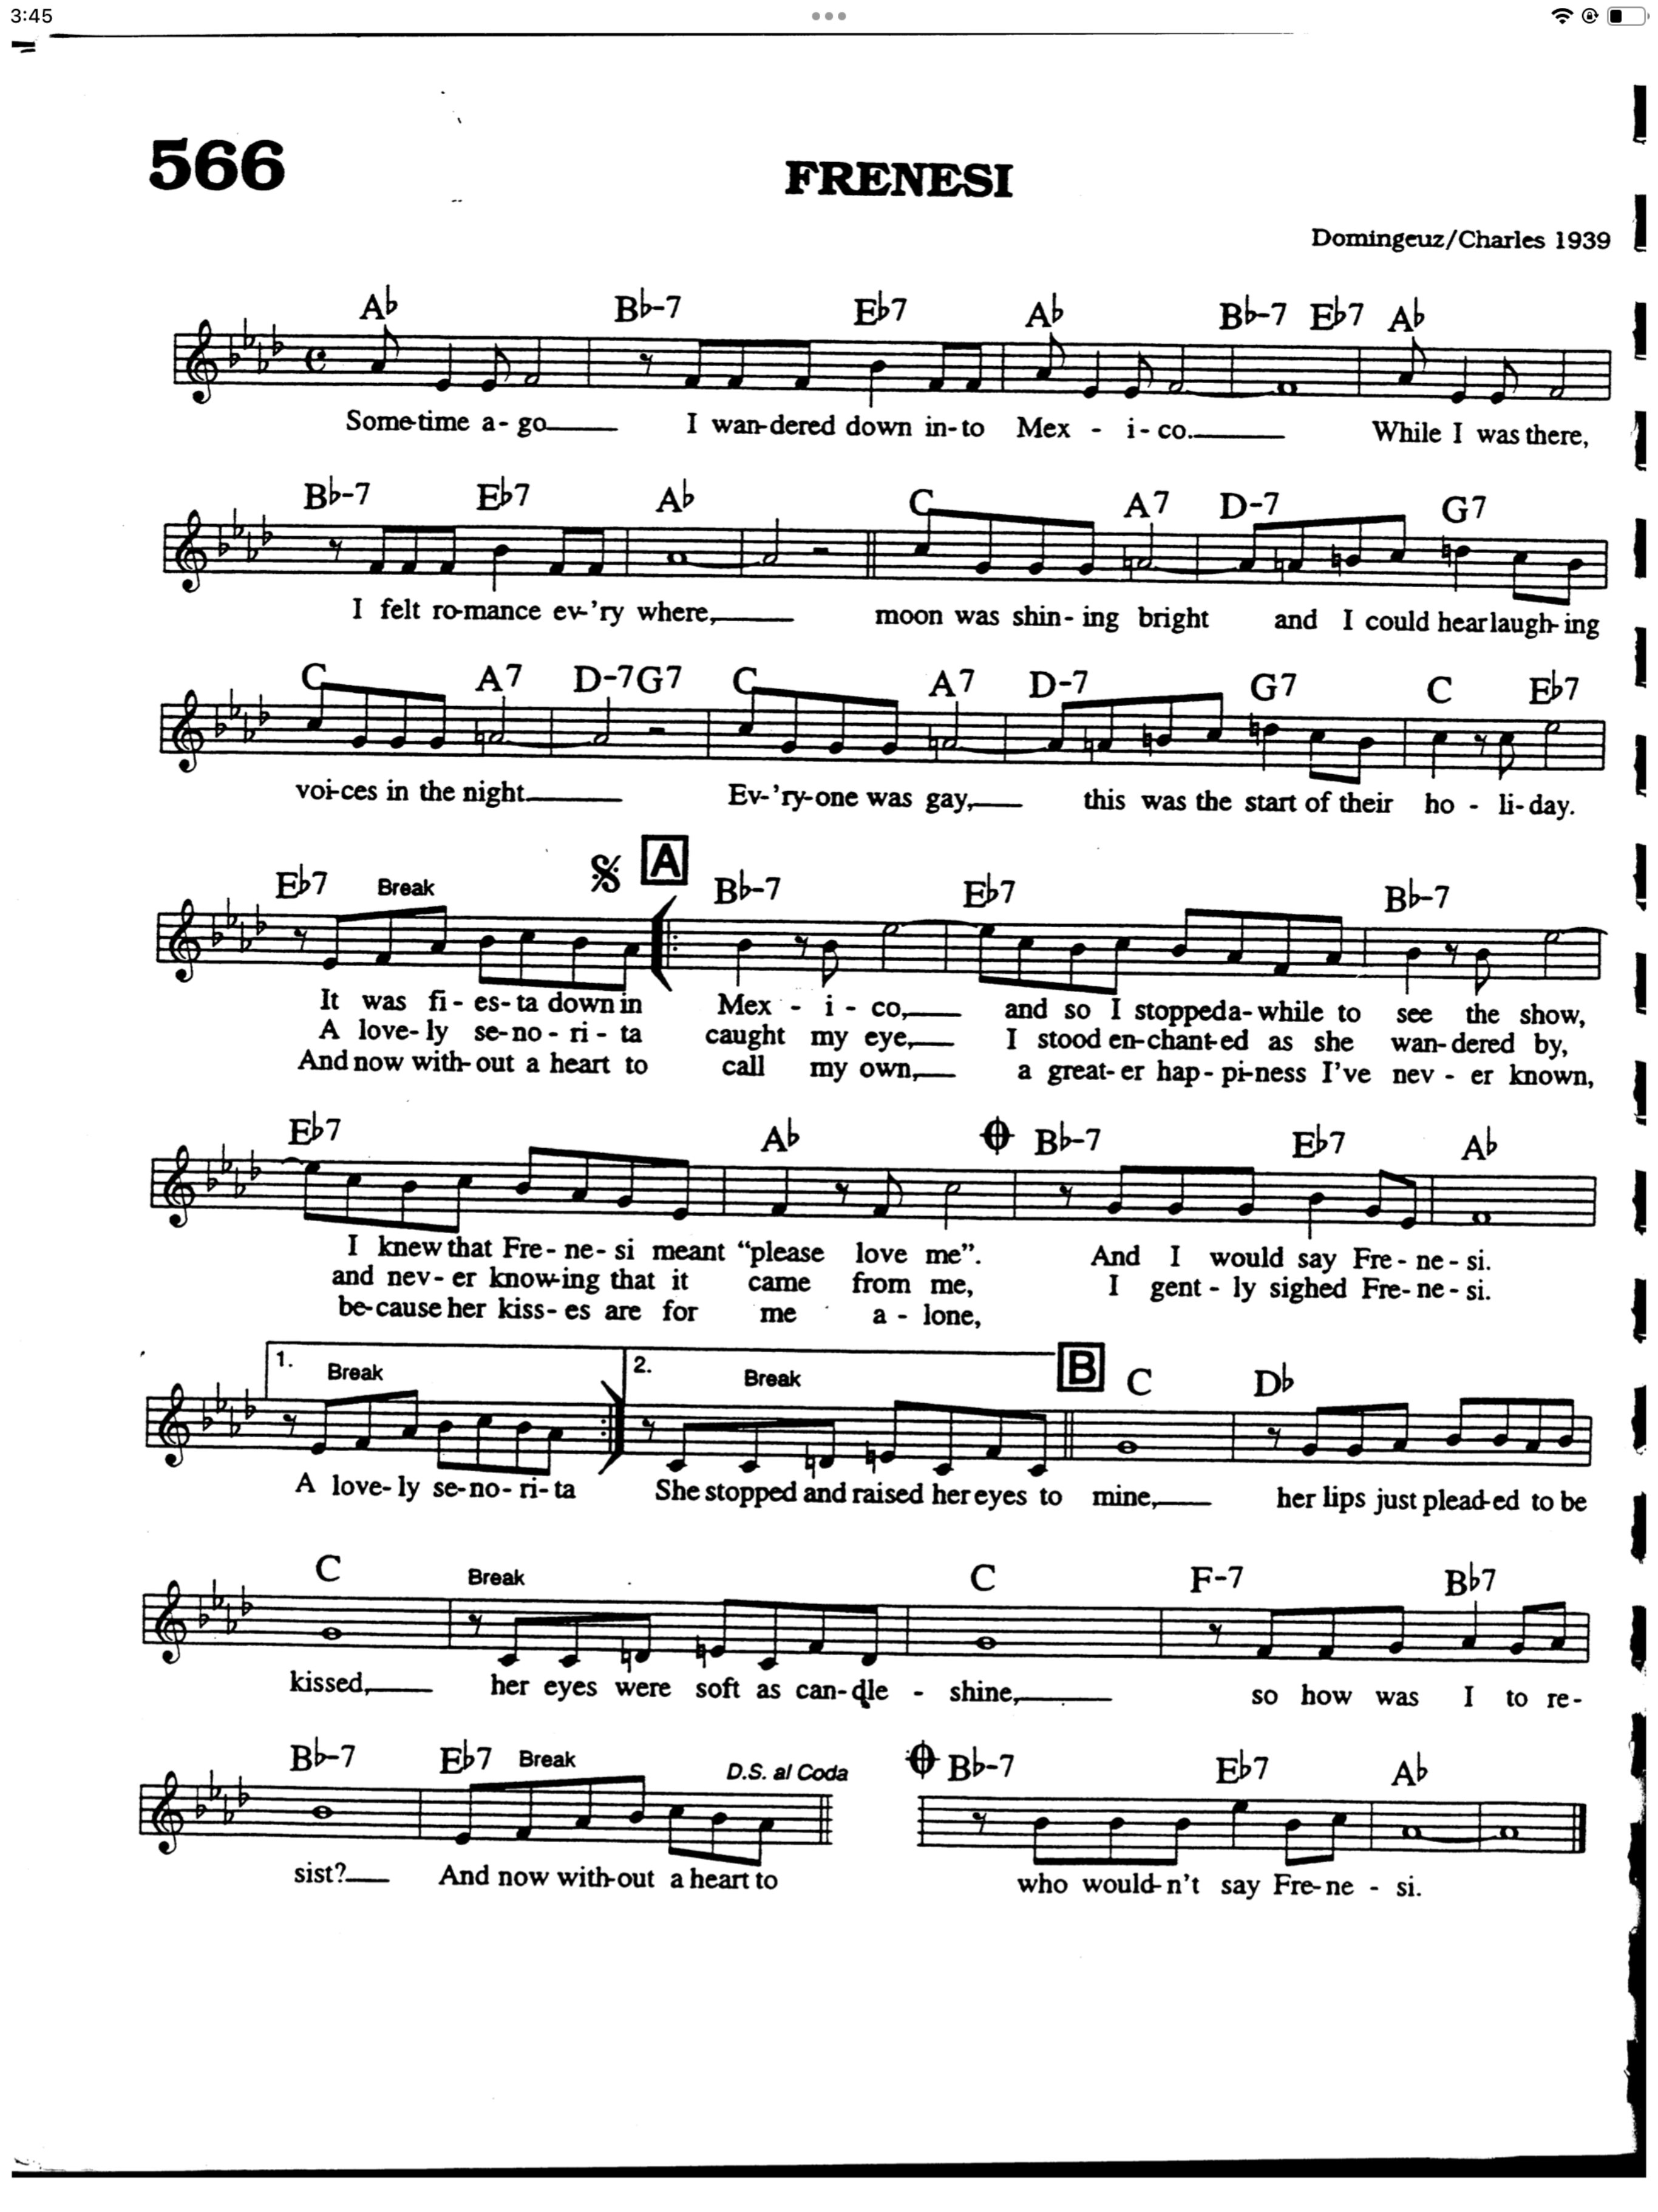 3:45
566
FRENESI
Domingeuz/Charles 1939
A♭ B♭-7 E♭7 A♭ B♭-7 E♭7 A♭
Some-time a - go I wan-dered down in-to Mex - i - co. While I was there,
B♭-7 E♭7 A♭ C A7 D-7 G7
I felt ro-mance ev-'ry where, moon was shin- ing bright and I could hear laugh- ing
C A7 D-7 G7 C A7 D-7 G7 C E♭7
voi-ces in the night Ev-'ry-one was gay, this was the start of their ho - li-day.
A
E♭7 Break B♭-7 E♭7 B♭-7
It was fi - es- ta down in Mex - i - co, and so I stopped a-while to see the show,
A love- ly se-no - ri - ta caught my eye, I stood en-chant-ed as she wan-dered by,
And now with-out a heart to call my own, a great- er hap-pi-ness I've nev - er known,
E♭7 A♭ B♭-7 E♭7 A♭
I knew that Fre- ne- si meant "please love me". And I would say Fre - ne - si.
and nev- er know-ing that it came from me, I gent - ly sighed Fre- ne - si.
be-cause her kiss- es are for me a - lone,
1. Break 2. Break B C D♭
A love- ly se-no- ri-ta She stopped and raised her eyes to mine, her lips just plead-ed to be
C Break C F-7 B♭7
kissed, her eyes were soft as can-dle - shine, so how was I to re-
B♭-7 E♭7 Break D.S. al Coda B♭-7 E♭7 A♭
sist? And now with-out a heart to who would-n't say Fre-ne - si.